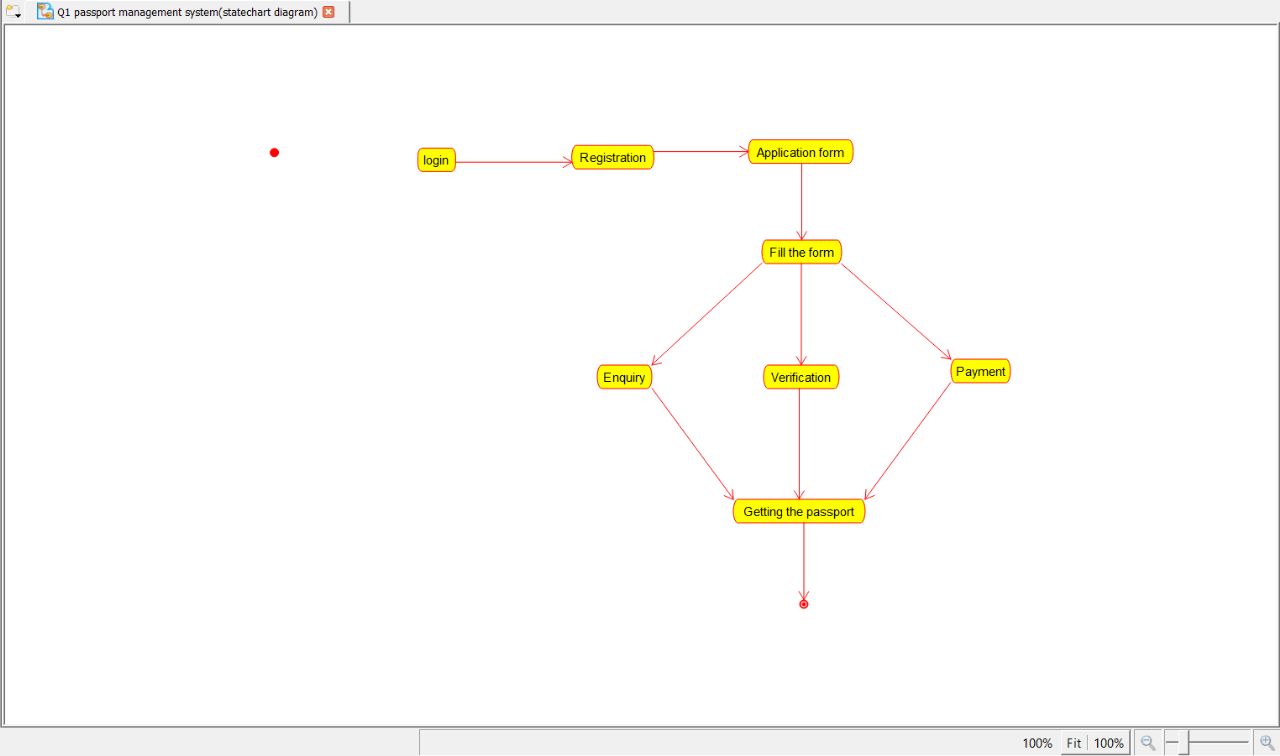 Q1 passport management system(statechart diagram)
login
Registration
Application form
Fill the form
Enquiry
Verification
Payment
Getting the passport
100% Fit 100%